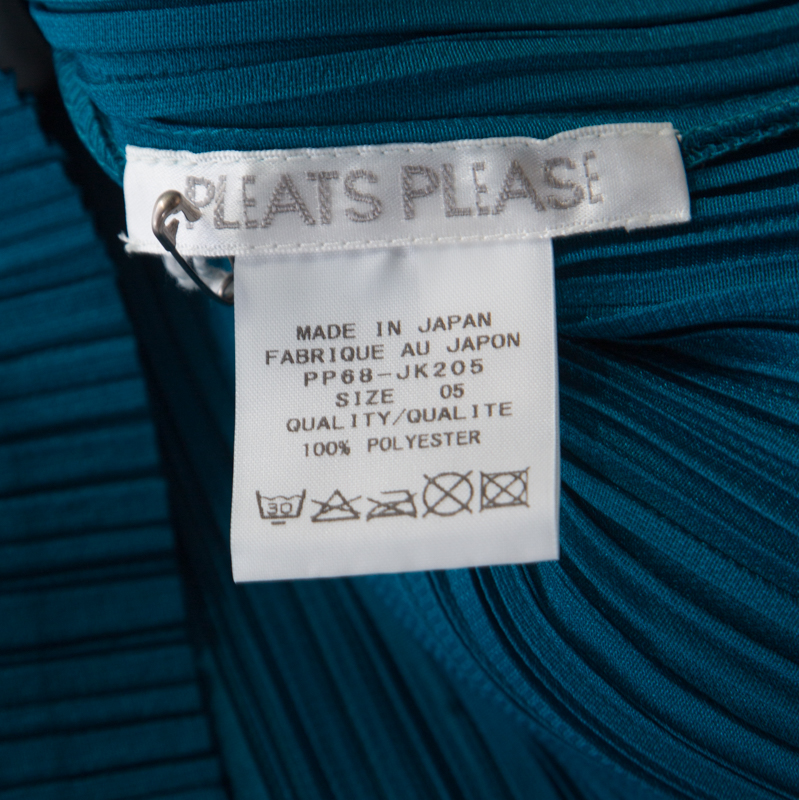 PLEATS PLEASE
MADE IN JAPAN
FABRIQUE AU JAPON
PP68-JK205
SIZE 05
QUALITY/QUALITE
100% POLYESTER
30